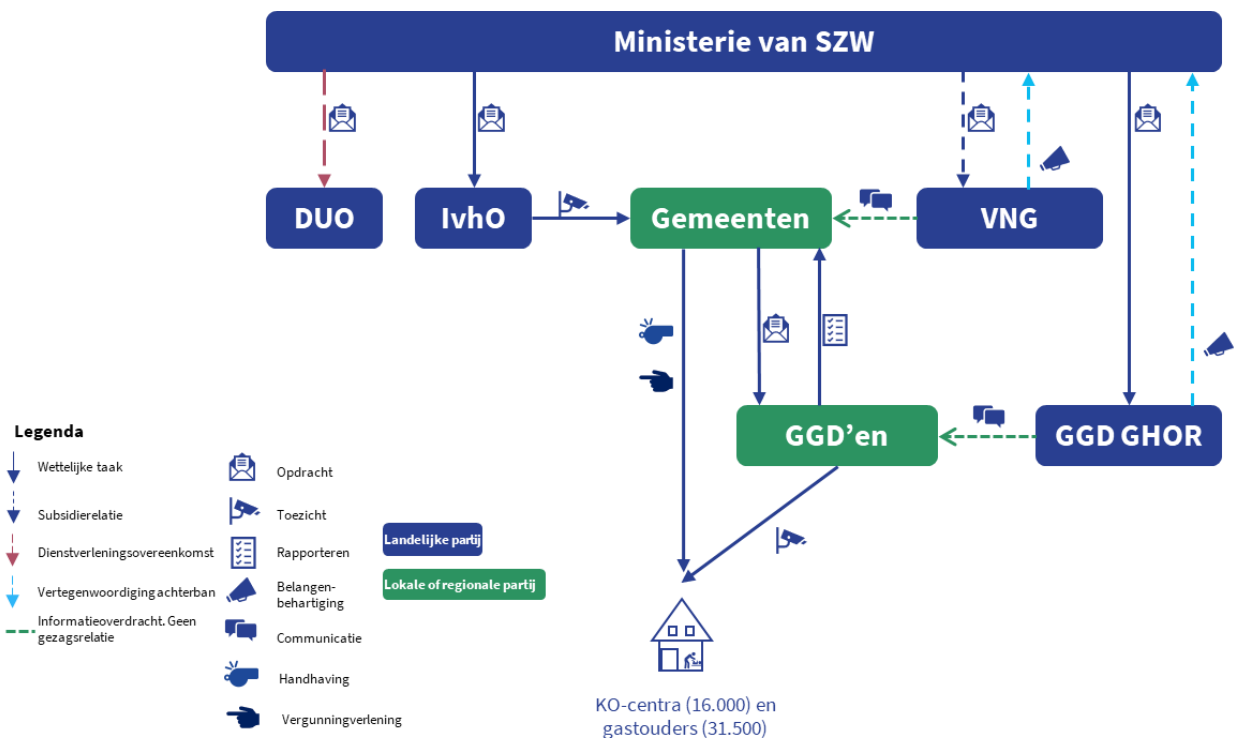 Ministerie van SZW
DUO
IvhO
Gemeenten
VNG
GGD'en
GGD GHOR
Legenda
Wettelijke taak
Subsidierelatie
Dienstverleningsovereenkomst
Vertegenwoordiging achterban
Informatieoverdracht. Geen
gezagsrelatie
Opdracht
Toezicht
Rapporteren
Belangen-
behartiging
Communicatie
Handhaving
Vergunningverlening
Landelijke partij
Lokale of regionale partij
KO-centra (16.000) en
gastouders (31.500)